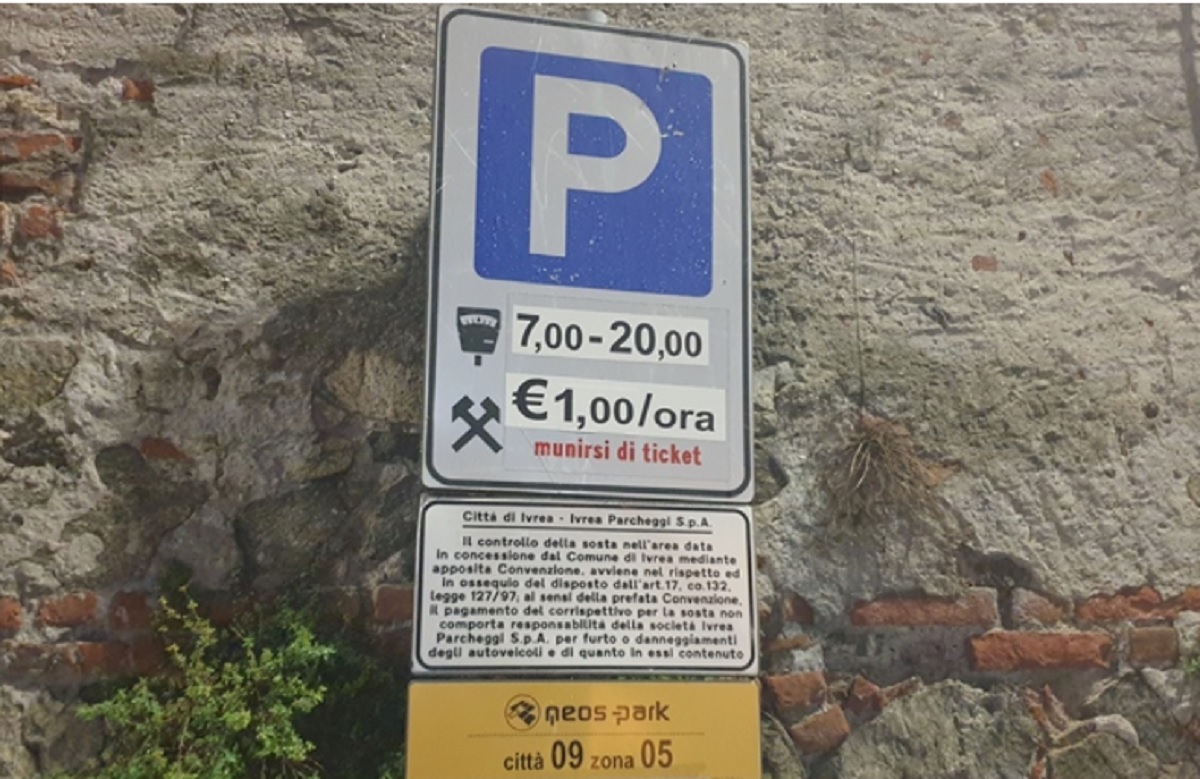 P
7,00-20,00
€1,00/ora
munirsi di ticket
Città di Ivrea - Ivrea Parcheggi S.p.A.
Il controllo della sosta nell'area data
in concessione dal Comune di Ivrea mediante
apposita Convenzione, avviene nel rispetto ed
in ossequio del disposto dall'art.17, co.132,
legge 127/97; ai sensi della prefata Convenzione,
il pagamento del corrispettivo per la sosta non
comporta responsabilità della società Ivrea
Parcheggi S.p.A. per furto o danneggiamenti
degli autoveicoli e di quanto in essi contenuto
neos-park
città 09 zona 05